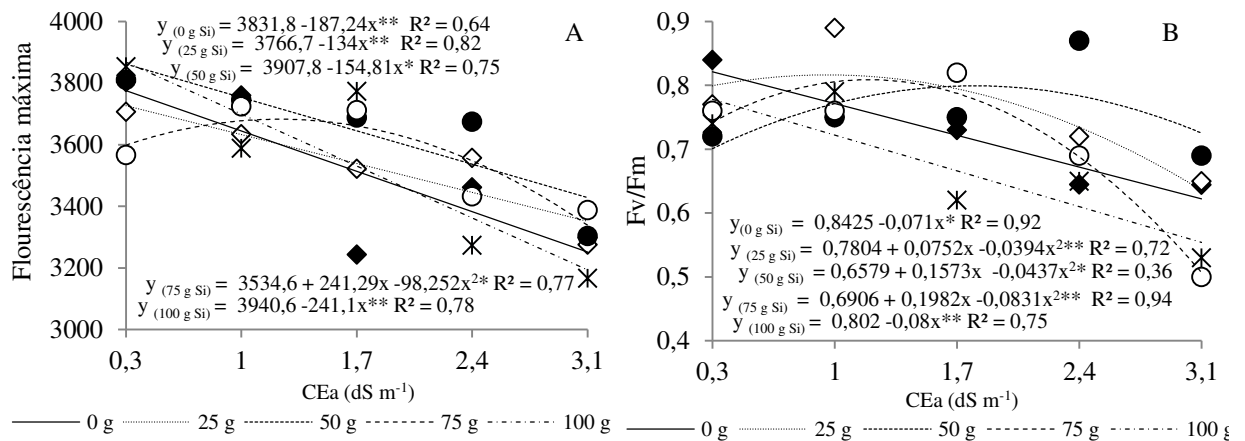 Flourescência máxima
4000
3800
3600
3400
3200
3000
A
y (0 g Si) = 3831,8 -187,24x** R² = 0,64
y (25 g Si) = 3766,7 -134x** R² = 0,82
y (50 g Si) = 3907,8 -154,81x* R² = 0,75
y (75 g Si) = 3534,6 + 241,29x -98,252x²* R² = 0,77
y (100 g Si) = 3940,6 -241,1x** R² = 0,78
0,3 1 1,7 2,4 3,1
CEa (dS m⁻¹)
0 g 25 g 50 g 75 g 100 g
Fv/Fm
0,9
0,8
0,7
0,6
0,5
0,4
B
y(0 g Si) = 0,8425 -0,071x* R² = 0,92
y (25 g Si) = 0,7804 + 0,0752x -0,0394x²** R² = 0,72
y (50 g Si) = 0,6579 + 0,1573x -0,0437x²* R² = 0,36
y (75 g Si) = 0,6906 + 0,1982x -0,0831x²** R² = 0,94
y (100 g Si) = 0,802 -0,08x** R² = 0,75
0,3 1 1,7 2,4 3,1
CEa (dS m⁻¹)
0 g 25 g 50 g 75 g 100 g